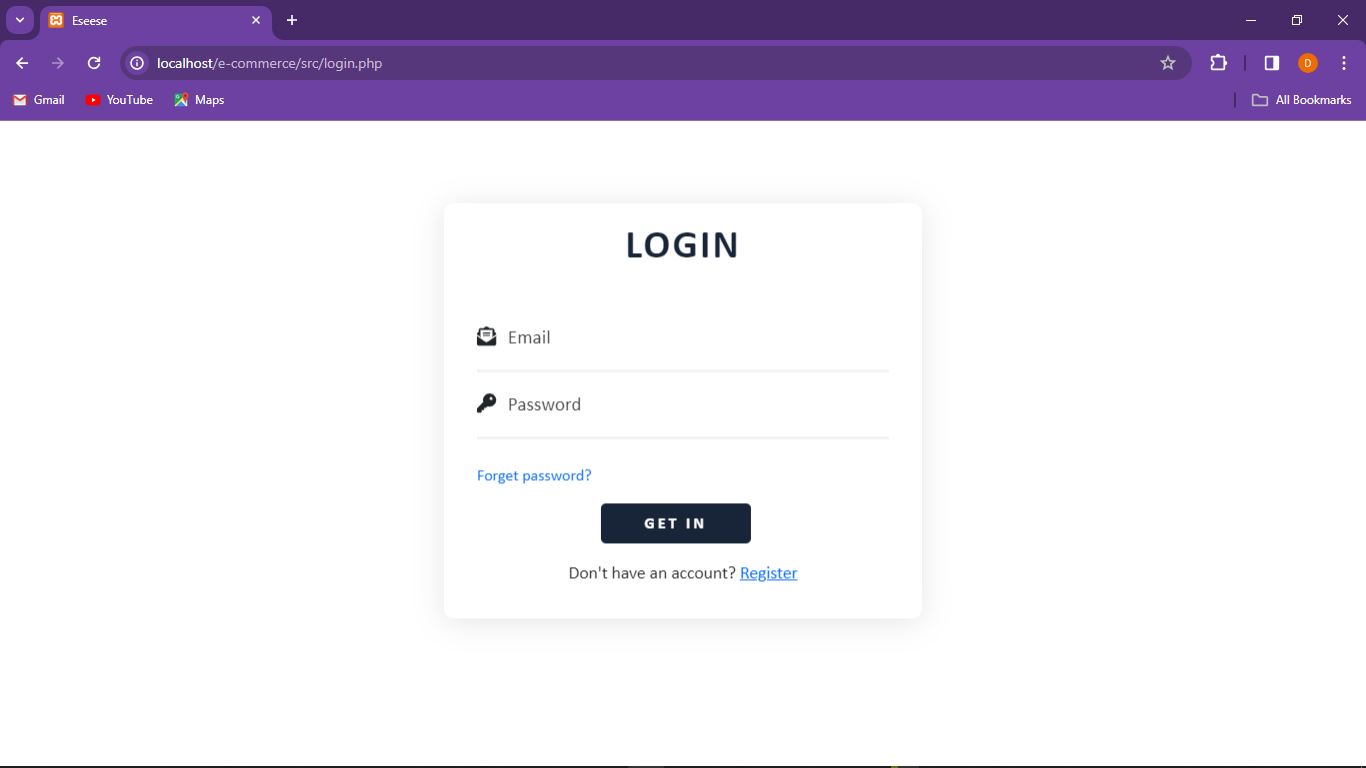 Eseese
localhost/e-commerce/src/login.php
D
Gmail YouTube Maps All Bookmarks
LOGIN
Email
Password
Forget password?
GET IN
Don't have an account? Register